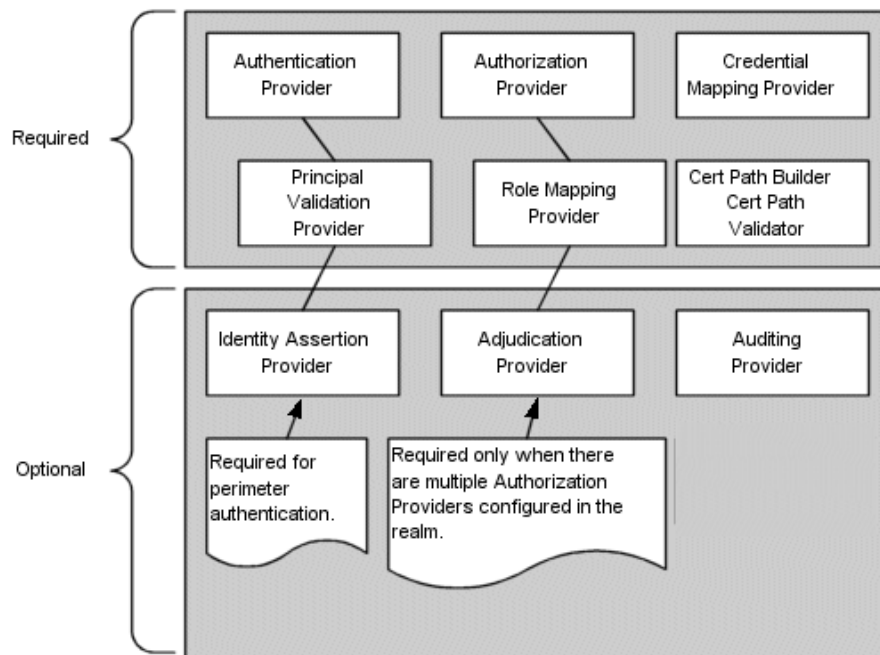 Authentication
Provider
Authorization
Provider
Credential
Mapping Provider
Required
Principal
Validation
Provider
Role Mapping
Provider
Cert Path Builder
Cert Path
Validator
Identity Assertion
Provider
Adjudication
Provider
Auditing
Provider
Optional
Required for
perimeter
authentication.
Required only when there
are multiple Authorization
Providers configured in the
realm.